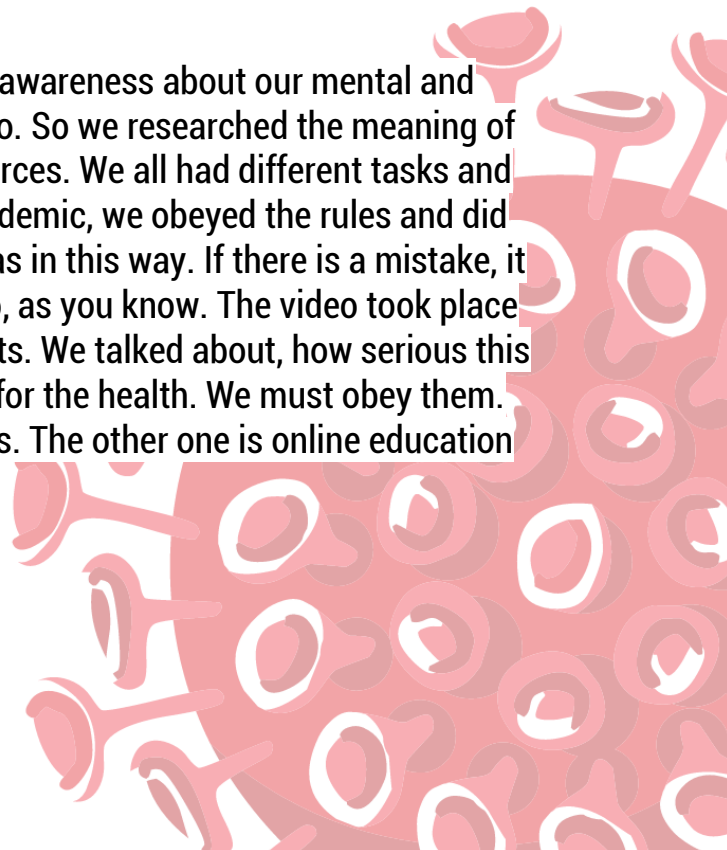 awareness about our mental and
o. So we researched the meaning of
rces. We all had different tasks and
demic, we obeyed the rules and did
as in this way. If there is a mistake, it
, as you know. The video took place
ts. We talked about, how serious this
for the health. We must obey them.
s. The other one is online education